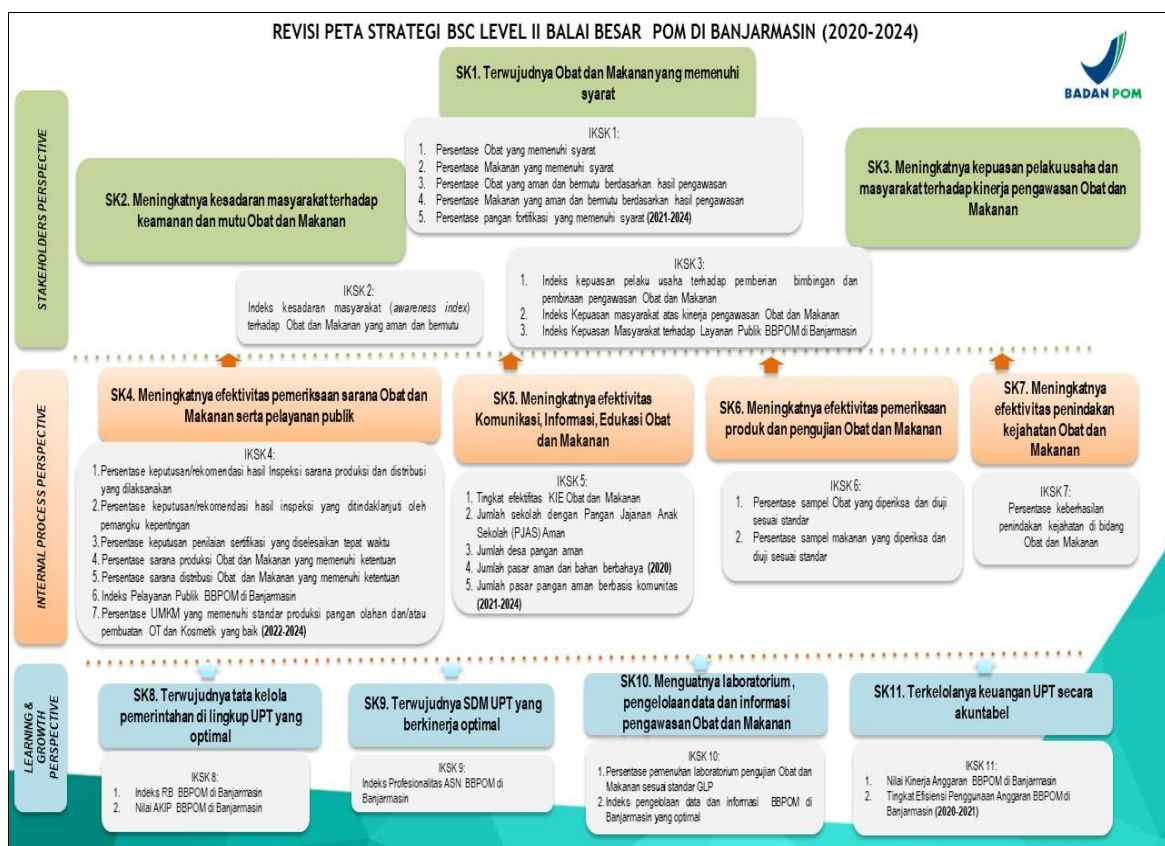 REVISI PETA STRATEGI BSC LEVEL II BALAI BESAR POM DI BANJARMASIN (2020-2024)
BADAN POM
STAKEHOLDERS PERSPECTIVE
SK1. Terwujudnya Obat dan Makanan yang memenuhi
syarat
IKSK 1:
1. Persentase Obat yang memenuhi syarat
2. Persentase Makanan yang memenuhi syarat
3. Persentase Obat yang aman dan bermutu berdasarkan hasil pengawasan
4. Persentase Makanan yang aman dan bermutu berdasarkan hasil pengawasan
5. Persentase pangan fortifikasi yang memenuhi syarat (2021-2024)
SK2. Meningkatnya kesadaran masyarakat terhadap
keamanan dan mutu Obat dan Makanan
IKSK 2:
Indeks kesadaran masyarakat (awareness index)
terhadap Obat dan Makanan yang aman dan bermutu
SK3. Meningkatnya kepuasan pelaku usaha dan
masyarakat terhadap kinerja pengawasan Obat dan
Makanan
IKSK 3:
1. Indeks kepuasan pelaku usaha terhadap pemberian bimbingan dan
pembinaan pengawasan Obat dan Makanan
2. Indeks Kepuasan masyarakat atas kinerja pengawasan Obat dan Makanan
3. Indeks Kepuasan Masyarakat terhadap Layanan Publik BBPOM di Banjarmasin
INTERNAL PROCESS PERSPECTIVE
SK4. Meningkatnya efektivitas pemeriksaan sarana Obat dan
Makanan serta pelayanan publik
IKSK 4:
1. Persentase keputusan/rekomendasi hasil Inspeksi sarana produksi dan distribusi
yang dilaksanakan
2. Persentase keputusan/rekomendasi hasil inspeksi yang ditindaklanjuti oleh
pemangku kepentingan
3. Persentase keputusan penilaian sertifikasi yang diselesaikan tepat waktu
4. Persentase sarana produksi Obat dan Makanan yang memenuhi ketentuan
5. Persentase sarana distribusi Obat dan Makanan yang memenuhi ketentuan
6. Indeks Pelayanan Publik BBPOM di Banjarmasin
7. Persentase UMKM yang memenuhi standar produksi pangan olahan dan/atau
pembuatan OT dan Kosmetik yang baik (2022-2024)
SK5. Meningkatnya efektivitas
Komunikasi, Informasi, Edukasi Obat
dan Makanan
IKSK 5:
1. Tingkat efektifitas KIE Obat dan Makanan
2. Jumlah sekolah dengan Pangan Jajanan Anak
Sekolah (PJAS) Aman
3. Jumlah desa pangan aman
4. Jumlah pasar aman dari bahan berbahaya (2020)
5. Jumlah pasar pangan aman berbasis komunitas
(2021-2024)
SK6. Meningkatnya efektivitas pemeriksaan
produk dan pengujian Obat dan Makanan
IKSK 6:
1. Persentase sampel Obat yang diperiksa dan diuji
sesuai standar
2. Persentase sampel makanan yang diperiksa dan
diuji sesuai standar
SK7. Meningkatnya
efektivitas penindakan
kejahatan Obat dan
Makanan
IKSK 7:
Persentase keberhasilan
penindakan kejahatan di bidang
Obat dan Makanan
LEARNING &
GROWTH
PERSPECTIVE
SK8. Terwujudnya tata kelola
pemerintahan di lingkup UPT yang
optimal
IKSK 8:
1. Indeks RB BBPOM di Banjarmasin
2. Nilai AKIP BBPOM di Banjarmasin
SK9. Terwujudnya SDM UPT yang
berkinerja optimal
IKSK 9:
Indeks Profesionalitas ASN BBPOM di
Banjarmasin
SK10. Menguatnya laboratorium,
pengelolaan data dan informasi
pengawasan Obat dan Makanan
IKSK 10:
1. Persentase pemenuhan laboratorium pengujian Obat dan
Makanan sesuai standar GLP
2. Indeks pengelolaan data dan informasi BBPOM di
Banjarmasin yang optimal
SK11. Terkelolanya keuangan UPT secara
akuntabel
IKSK 11:
1. Nilai Kinerja Anggaran BBPOM di Banjarmasin
2. Tingkat Efisiensi Penggunaan Anggaran BBPOM di
Banjarmasin (2020-2021)